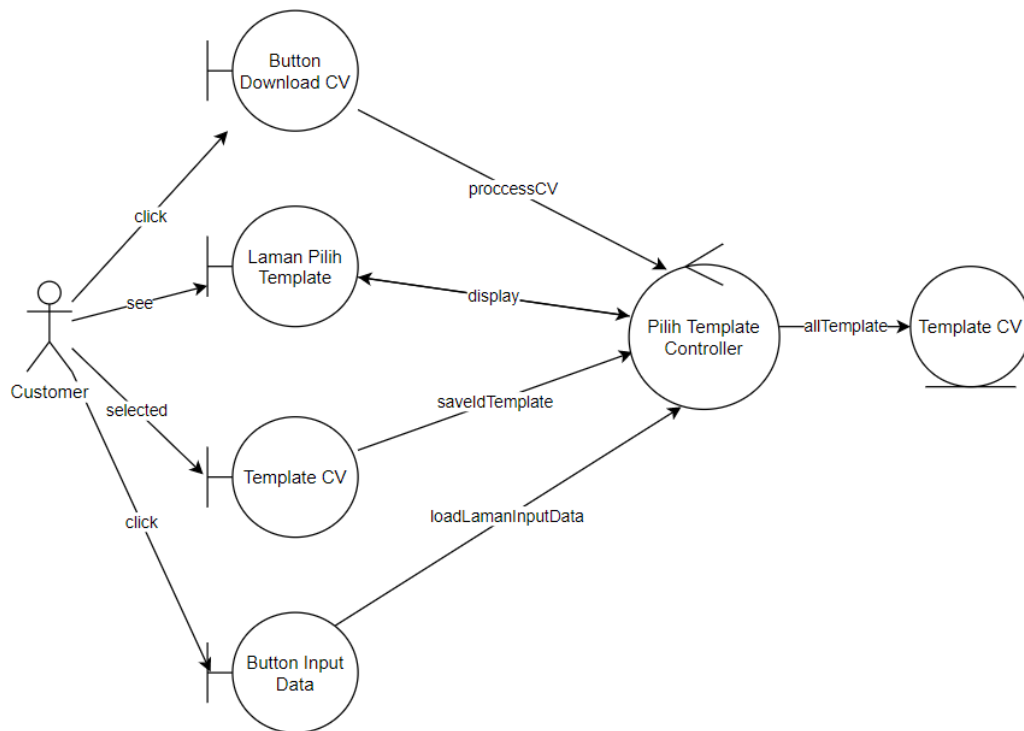 Button
Download CV
proccessCV
click
Laman Pilih
Template
see
display
Pilih Template
Controller
allTemplate
Template CV
Customer
selected
saveIdTemplate
Template CV
click
loadLamanInputData
Button Input
Data